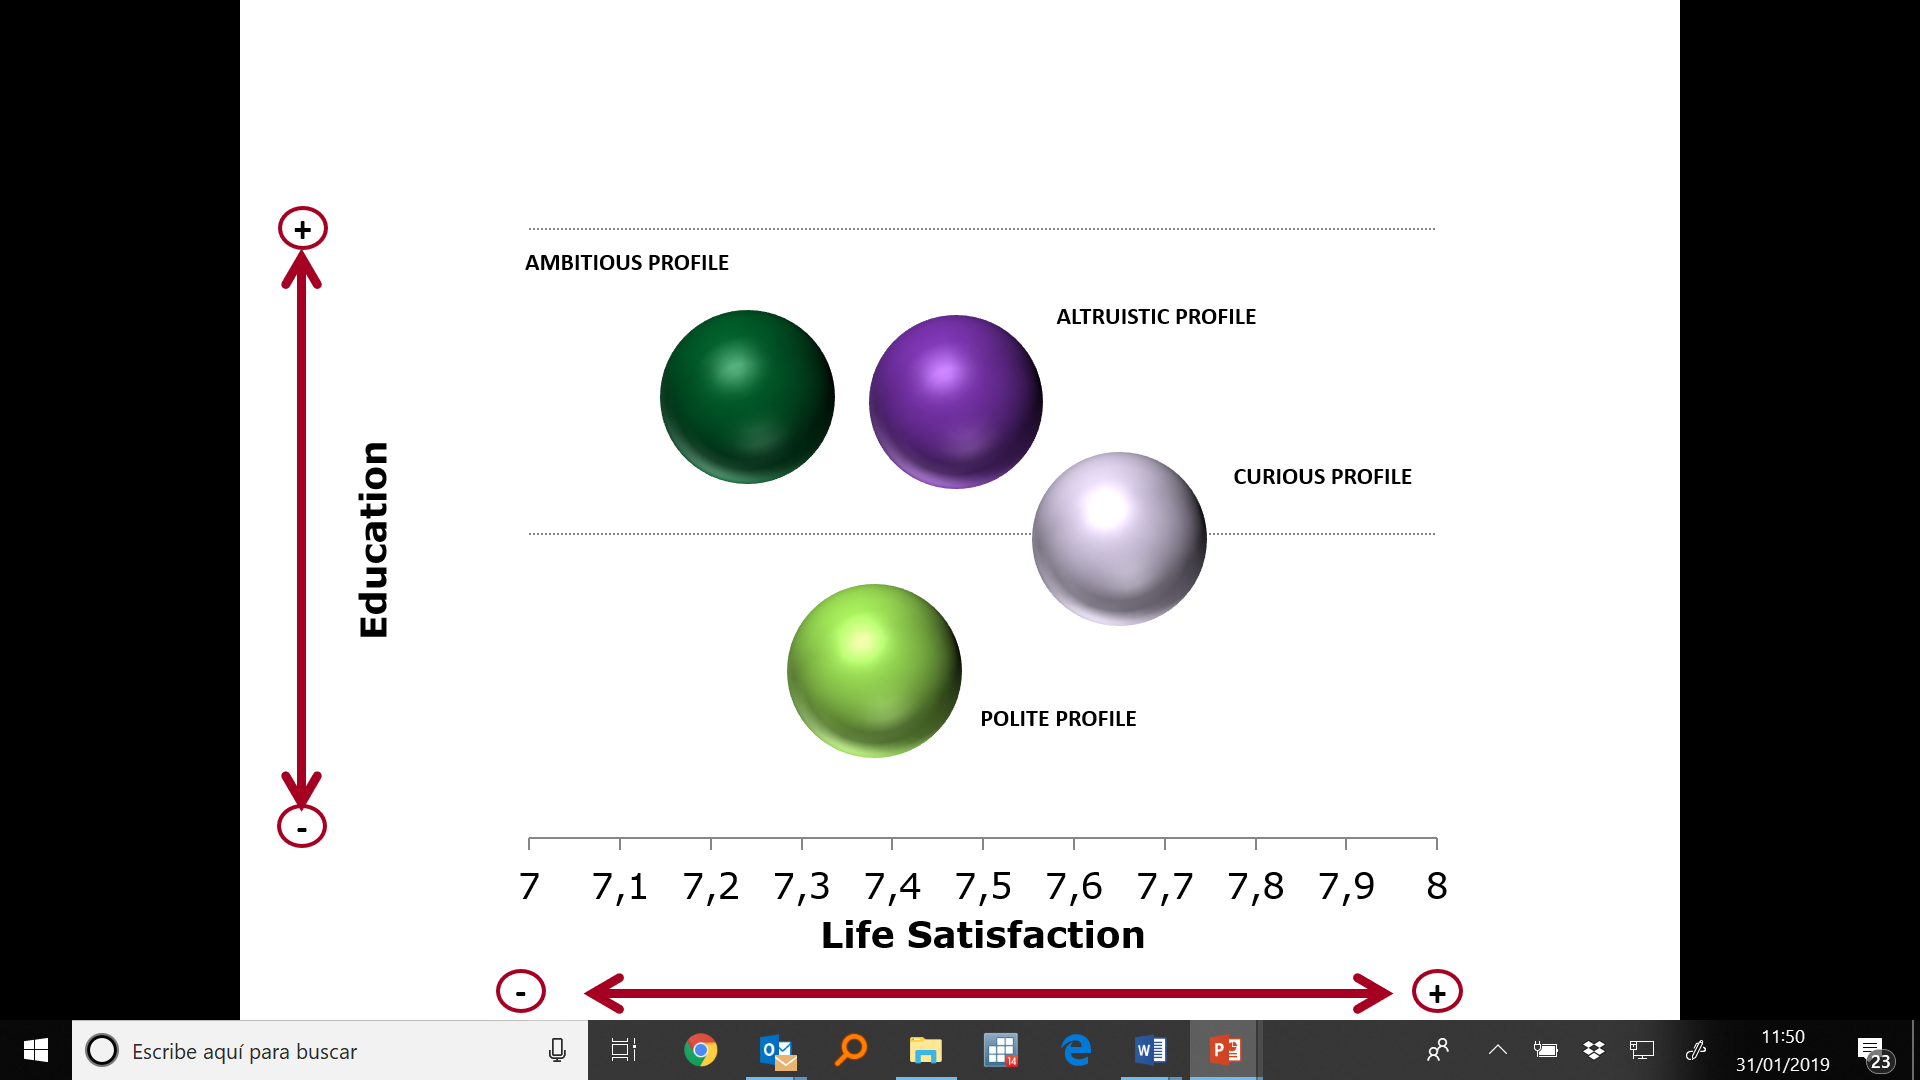 +
AMBITIOUS PROFILE
ALTRUISTIC PROFILE
CURIOUS PROFILE
Education
POLITE PROFILE
-
7 7,1 7,2 7,3 7,4 7,5 7,6 7,7 7,8 7,9 8
Life Satisfaction
- +
Escribe aquí para buscar
O
14
W
P
11:50
31/01/2019
23